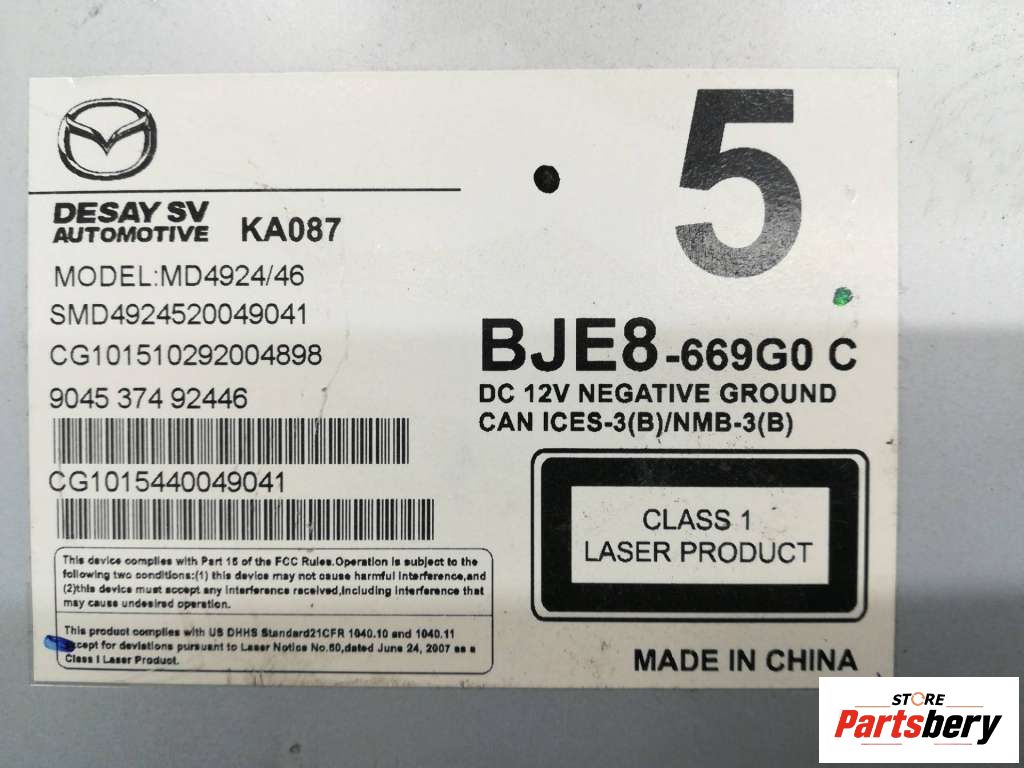 5
DESAY SV
AUTOMOTIVE KA087
MODEL:MD4924/46
SMD4924520049041
CG101510292004898
9045 374 92446
CG1015440049041
This device complies with Part 15 of the FCC Rules.Operation is subject to the
following two conditions:(1) this device may not cause harmful interference,and
(2)this device must accept any interference received,including interference that
may cause undesired operation.
This product complies with US DHHS Standard21CFR 1040.10 and 1040.11
except for deviations pursuant to Laser Notice No.50,dated June 24, 2007 as a
Class I Laser Product.
BJE8-669G0 C
DC 12V NEGATIVE GROUND
CAN ICES-3(B)/NMB-3(B)
CLASS 1
LASER PRODUCT
MADE IN CHINA
STORE
Partsbery